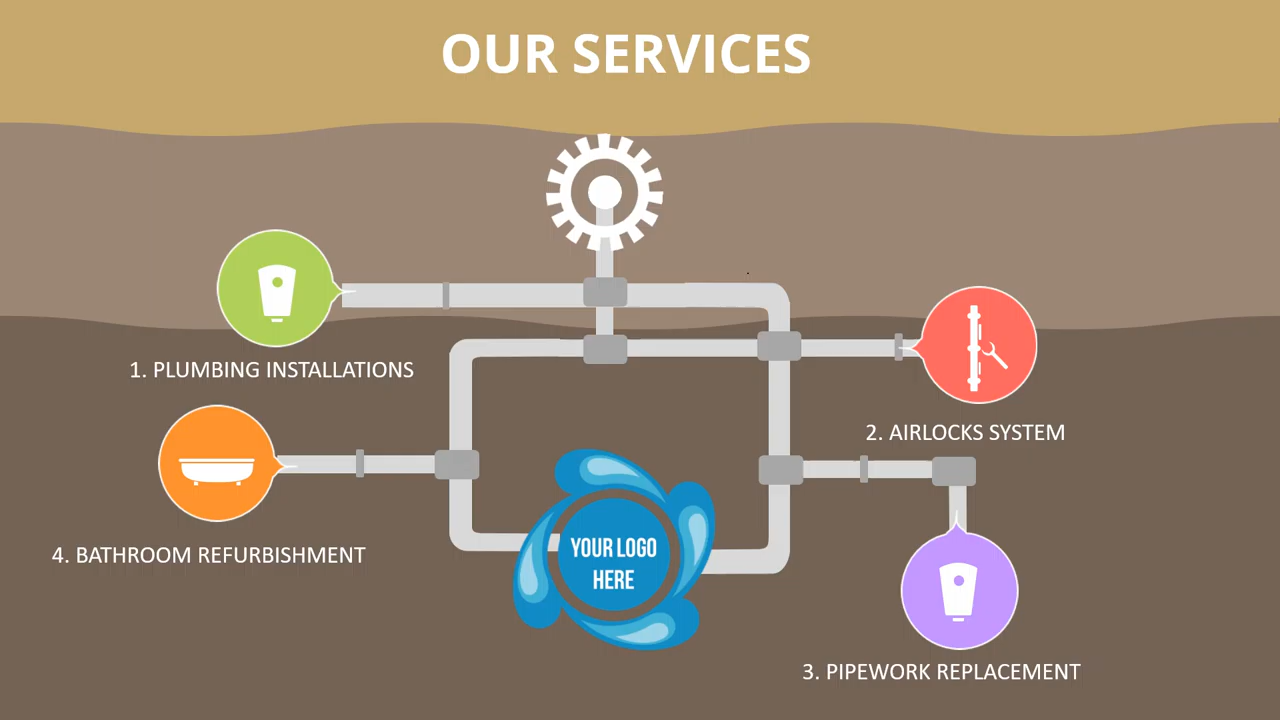 OUR SERVICES
1. PLUMBING INSTALLATIONS
2. AIRLOCKS SYSTEM
4. BATHROOM REFURBISHMENT
YOUR LOGO
HERE
3. PIPEWORK REPLACEMENT